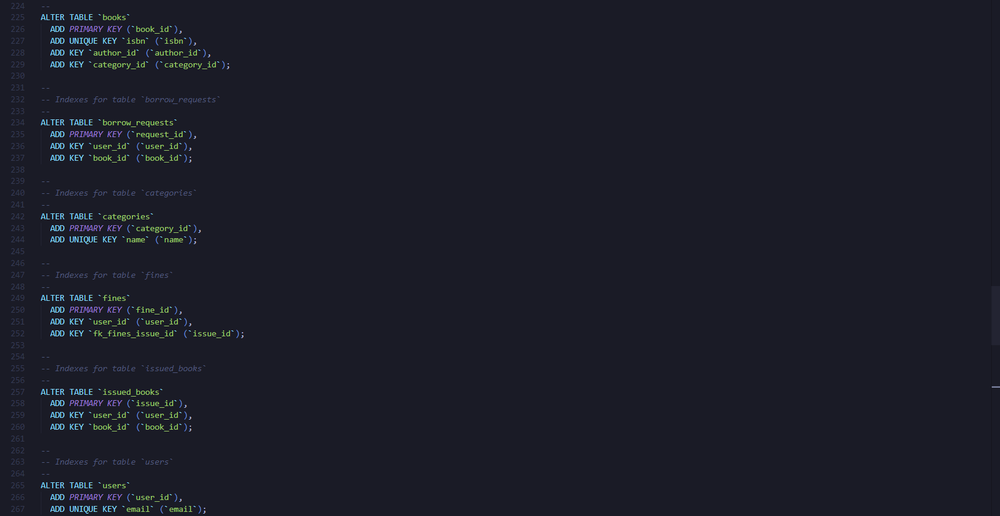 224 --
225 ALTER TABLE `books`
226 ADD PRIMARY KEY (`book_id`),
227 ADD UNIQUE KEY `isbn` (`isbn`),
228 ADD KEY `author_id` (`author_id`),
229 ADD KEY `category_id` (`category_id`);
230
231 --
232 -- Indexes for table `borrow_requests`
233 --
234 ALTER TABLE `borrow_requests`
235 ADD PRIMARY KEY (`request_id`),
236 ADD KEY `user_id` (`user_id`),
237 ADD KEY `book_id` (`book_id`);
238
239 --
240 -- Indexes for table `categories`
241 --
242 ALTER TABLE `categories`
243 ADD PRIMARY KEY (`category_id`),
244 ADD UNIQUE KEY `name` (`name`);
245
246 --
247 -- Indexes for table `fines`
248 --
249 ALTER TABLE `fines`
250 ADD PRIMARY KEY (`fine_id`),
251 ADD KEY `user_id` (`user_id`),
252 ADD KEY `fk_fines_issue_id` (`issue_id`);
253
254 --
255 -- Indexes for table `issued_books`
256 --
257 ALTER TABLE `issued_books`
258 ADD PRIMARY KEY (`issue_id`),
259 ADD KEY `user_id` (`user_id`),
260 ADD KEY `book_id` (`book_id`);
261
262 --
263 -- Indexes for table `users`
264 --
265 ALTER TABLE `users`
266 ADD PRIMARY KEY (`user_id`),
267 ADD UNIQUE KEY `email` (`email`);